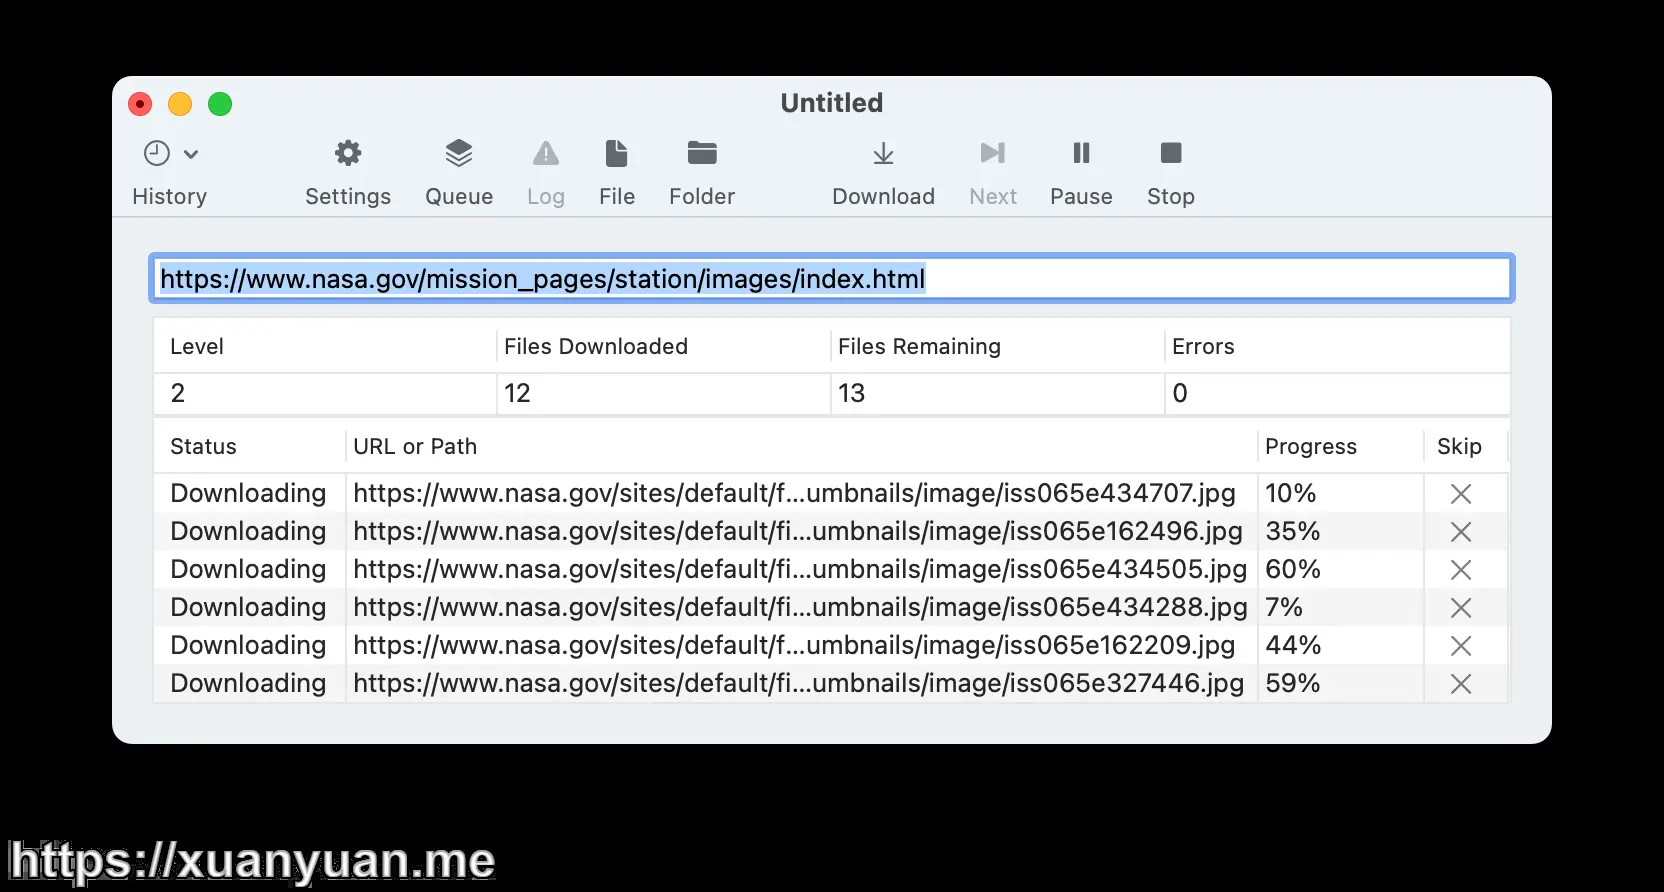 Untitled
History Settings Queue Log File Folder Download Next Pause Stop
https://www.nasa.gov/mission_pages/station/images/index.html
Level Files Downloaded Files Remaining Errors
2 12 13 0
Status URL or Path Progress Skip
Downloading https://www.nasa.gov/sites/default/f...umbnails/image/iss065e434707.jpg 10%
Downloading https://www.nasa.gov/sites/default/fi...umbnails/image/iss065e162496.jpg 35%
Downloading https://www.nasa.gov/sites/default/fi...umbnails/image/iss065e434505.jpg 60%
Downloading https://www.nasa.gov/sites/default/fi...umbnails/image/iss065e434288.jpg 7%
Downloading https://www.nasa.gov/sites/default/f...umbnails/image/iss065e162209.jpg 44%
Downloading https://www.nasa.gov/sites/default/fi...umbnails/image/iss065e327446.jpg 59%
https://xuanyuan.me